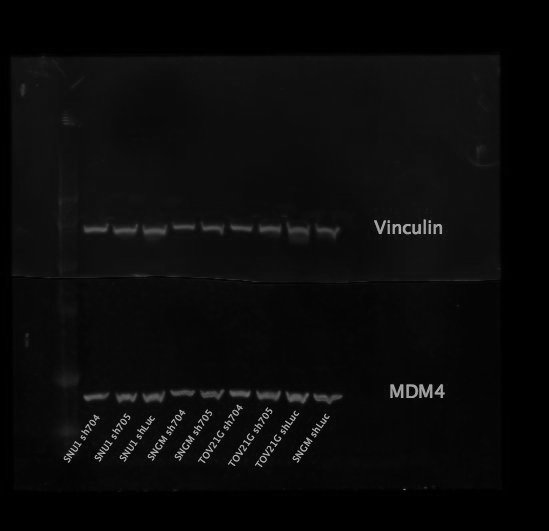 Vinculin
MDM4
SNU1 sh704
SNU1 sh705
SNU1 shLuc
SNGM sh704
SNGM sh705
TOV21G sh704
TOV21G sh705
TOV21G shLuc
SNGM shLuc